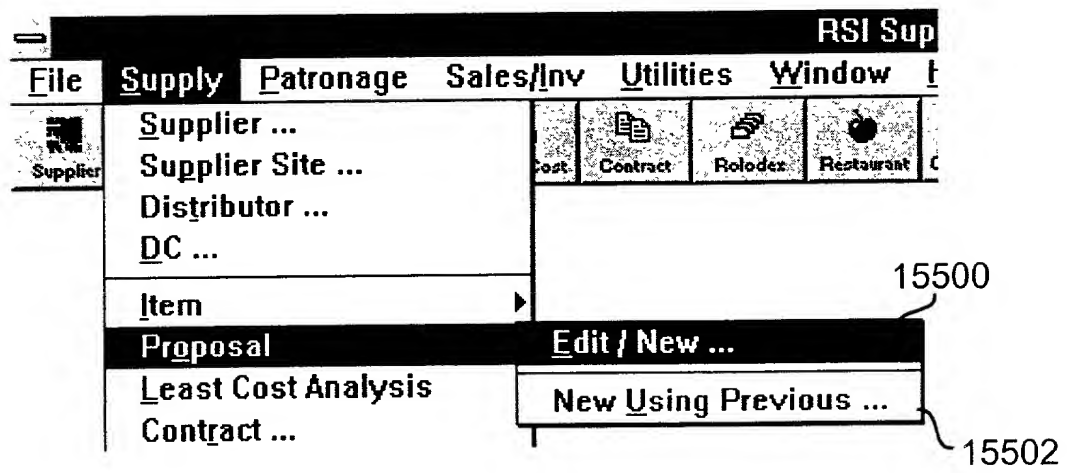 RSI Sup
File Supply Patronage Sales/Inv Utilities Window
Supplier Cost Contract Rolodex Restaurant
Supplier ...
Supplier Site ...
Distributor ...
DC ...
15500
Item
Proposal Edit / New ...
Least Cost Analysis New Using Previous ...
Contract ...
15502